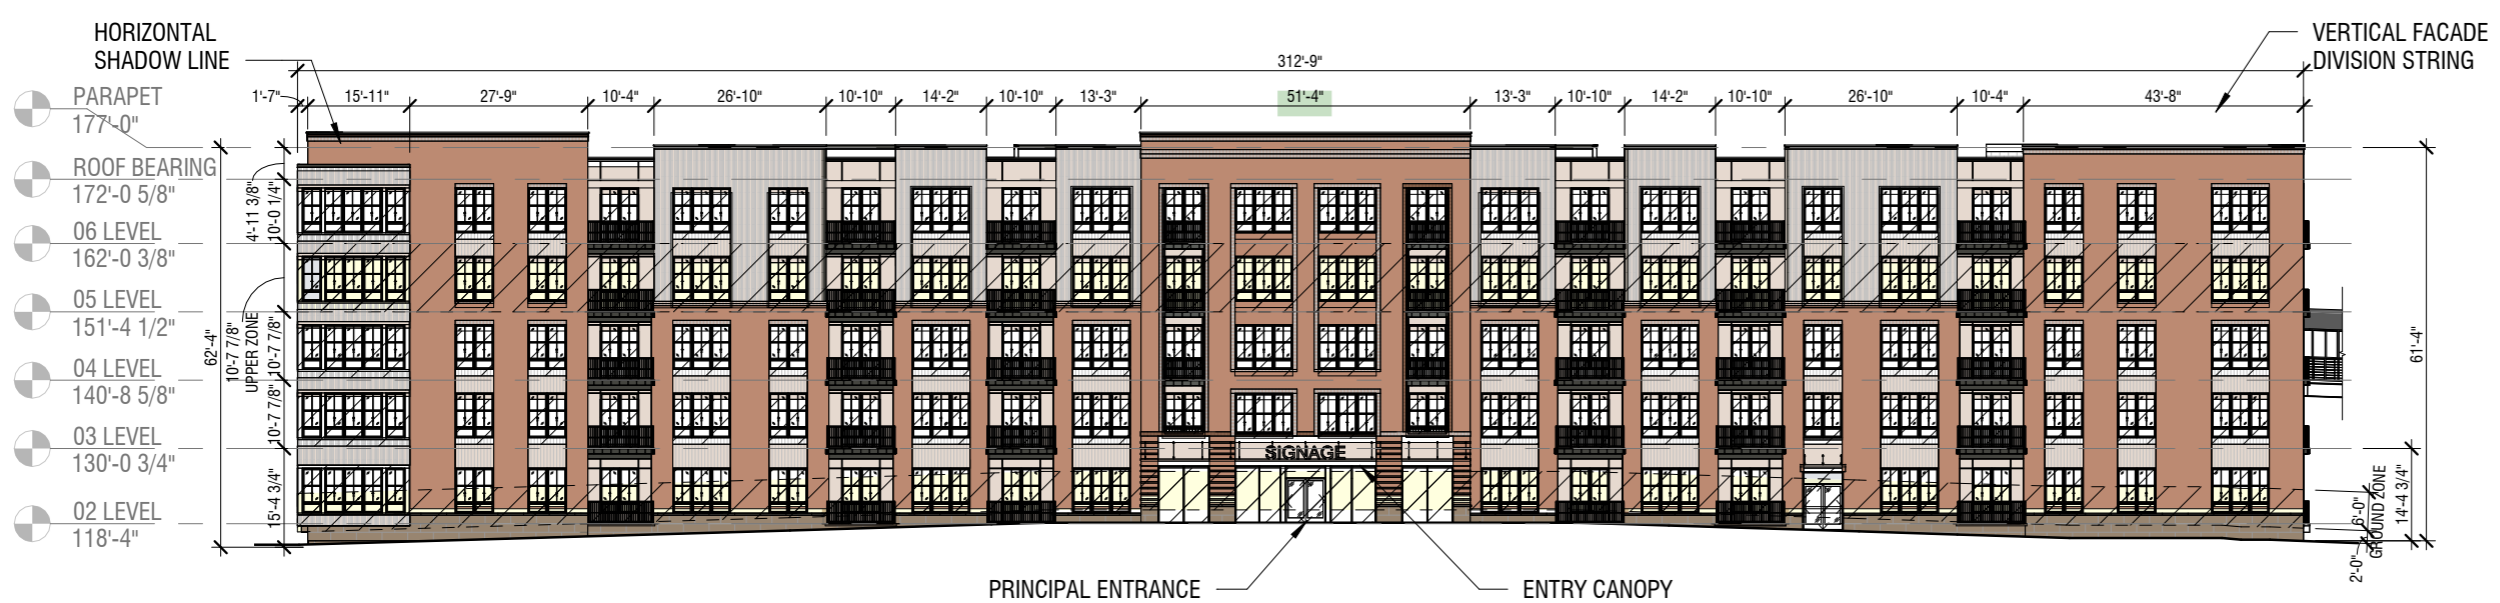 HORIZONTAL
SHADOW LINE
VERTICAL FACADE
DIVISION STRING
312'-9"
1'-7"
15'-11"
27'-9"
10'-4"
26'-10"
10'-10"
14'-2"
10'-10"
13'-3"
51'-4"
13'-3"
10'-10"
14'-2"
10'-10"
26'-10"
10'-4"
43'-8"
PARAPET
177'-0"
ROOF BEARING
172'-0 5/8"
06 LEVEL
162'-0 3/8"
05 LEVEL
151'-4 1/2"
04 LEVEL
140'-8 5/8"
03 LEVEL
130'-0 3/4"
02 LEVEL
118'-4"
62'-4"
4'-11 3/8"
10'-0 1/4"
10'-7 7/8"
UPPER ZONE
10'-7 7/8"
10'-7 7/8"
15'-4 3/4"
SIGNAGE
61'-4"
14'-4 3/4"
6'-0"
GROUND ZONE
2'-0"
PRINCIPAL ENTRANCE
ENTRY CANOPY